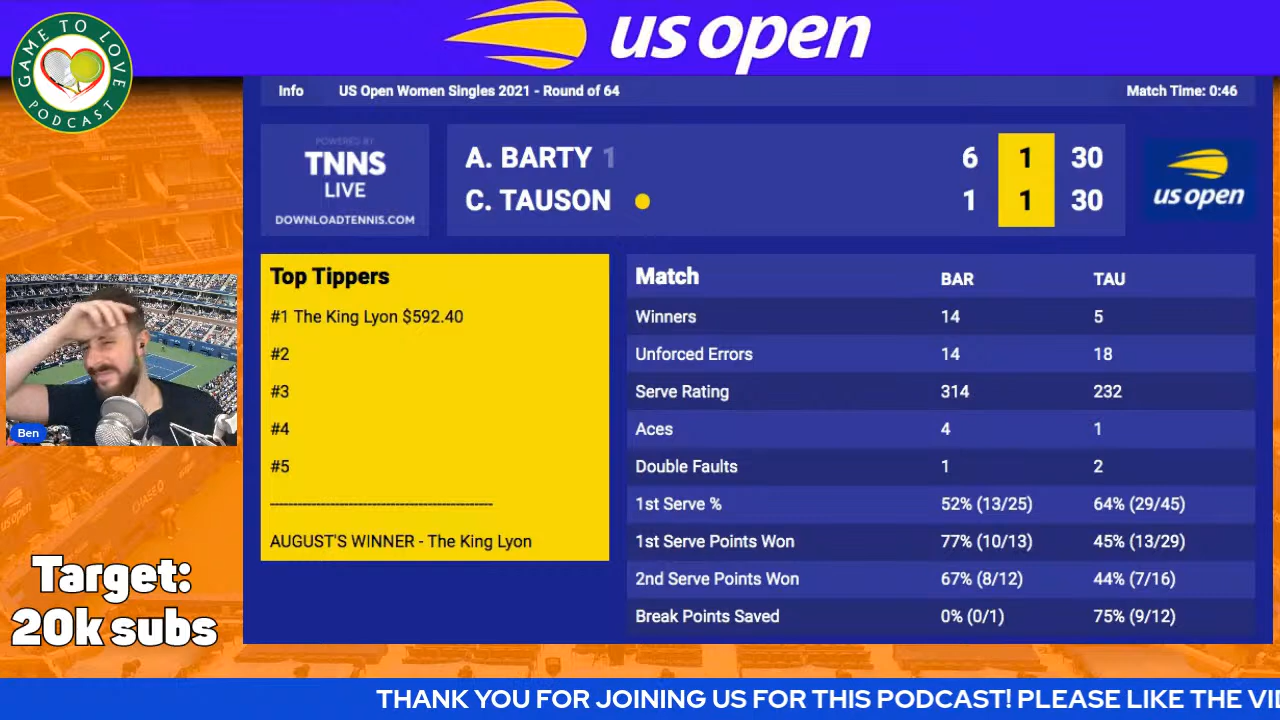 GAME TO LOVE
PODCAST
us open
Info US Open Women Singles 2021 - Round of 64 Match Time: 0:46
POWERED BY
TNNS
LIVE
DOWNLOADTENNIS.COM
A. BARTY 1 6 1 30
C. TAUSON 1 1 30
us open
Top Tippers
#1 The King Lyon $592.40
#2
#3
#4
#5
AUGUST'S WINNER - The King Lyon
Match BAR TAU
Winners 14 5
Unforced Errors 14 18
Serve Rating 314 232
Aces 4 1
Double Faults 1 2
1st Serve % 52% (13/25) 64% (29/45)
1st Serve Points Won 77% (10/13) 45% (13/29)
2nd Serve Points Won 67% (8/12) 44% (7/16)
Break Points Saved 0% (0/1) 75% (9/12)
Ben
Target:
20k subs
THANK YOU FOR JOINING US FOR THIS PODCAST! PLEASE LIKE THE VI